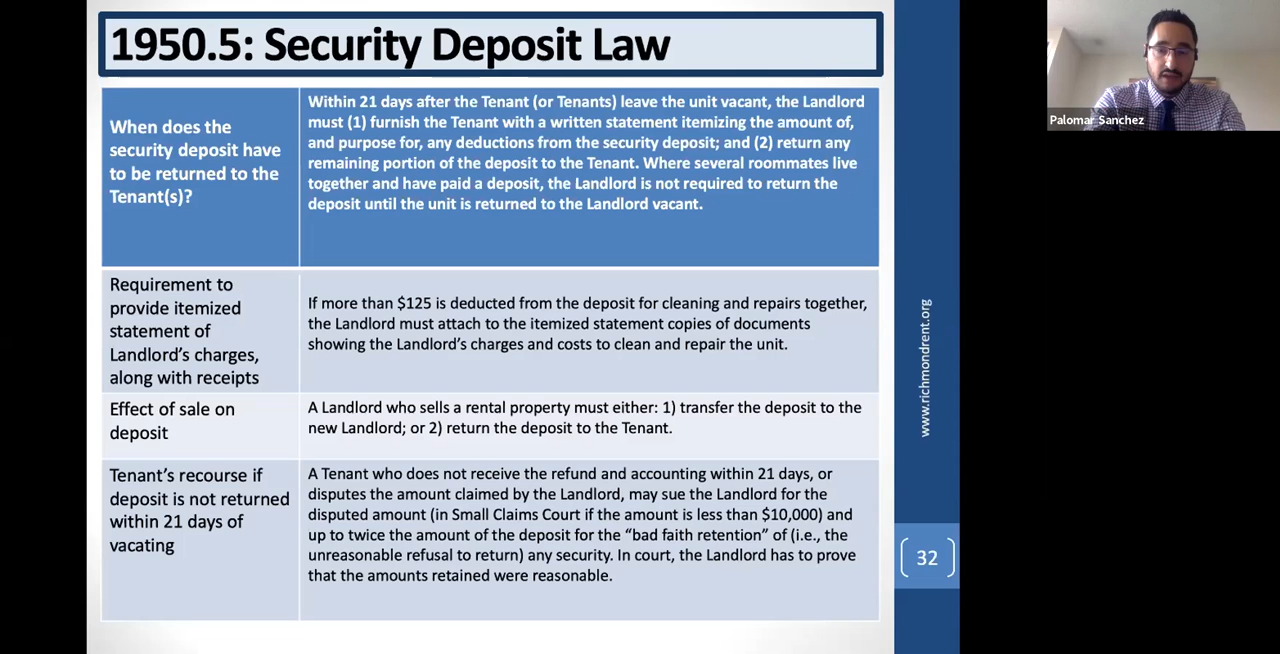 1950.5: Security Deposit Law
When does the
security deposit have
to be returned to the
Tenant(s)?
Within 21 days after the Tenant (or Tenants) leave the unit vacant, the Landlord
must (1) furnish the Tenant with a written statement itemizing the amount of,
and purpose for, any deductions from the security deposit; and (2) return any
remaining portion of the deposit to the Tenant. Where several roommates live
together and have paid a deposit, the Landlord is not required to return the
deposit until the unit is returned to the Landlord vacant.
Requirement to
provide itemized
statement of
Landlord's charges,
along with receipts
If more than $125 is deducted from the deposit for cleaning and repairs together,
the Landlord must attach to the itemized statement copies of documents
showing the Landlord's charges and costs to clean and repair the unit.
Effect of sale on
deposit
A Landlord who sells a rental property must either: 1) transfer the deposit to the
new Landlord; or 2) return the deposit to the Tenant.
Tenant's recourse if
deposit is not returned
within 21 days of
vacating
A Tenant who does not receive the refund and accounting within 21 days, or
disputes the amount claimed by the Landlord, may sue the Landlord for the
disputed amount (in Small Claims Court if the amount is less than $10,000) and
up to twice the amount of the deposit for the "bad faith retention" of (i.e., the
unreasonable refusal to return) any security. In court, the Landlord has to prove
that the amounts retained were reasonable.
www.richmondrent.org
32
Palomar Sanchez